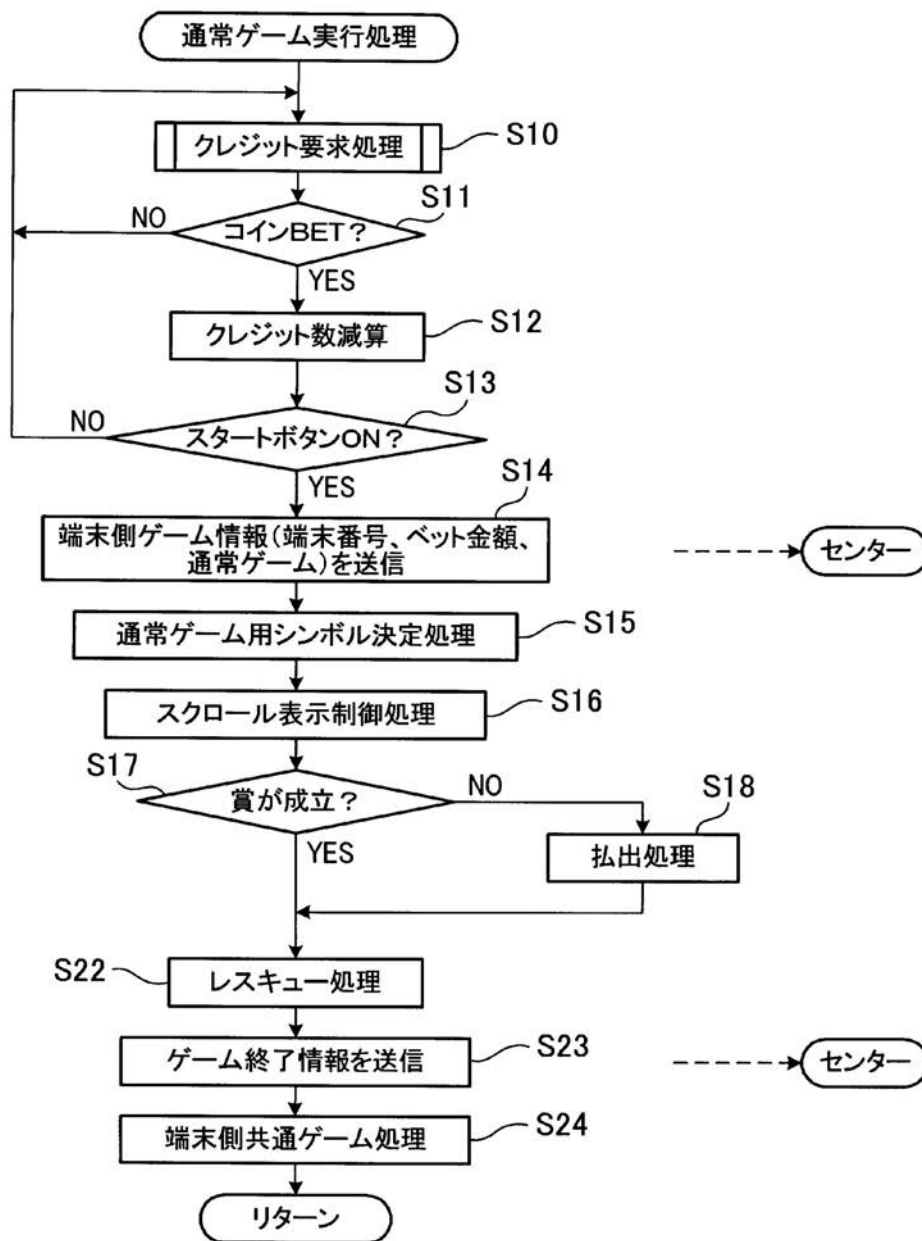 通常ゲーム実行処理
クレジット要求処理
S10
コインBET?
S11
NO
YES
クレジット数減算
S12
スタートボタンON?
S13
NO
YES
S14
端末側ゲーム情報(端末番号、ベット金額、
通常ゲーム)を送信
センター
通常ゲーム用シンボル決定処理
S15
スクロール表示制御処理
S16
S17
賞が成立?
NO
YES
S18
払出処理
S22
レスキュー処理
ゲーム終了情報を送信
S23
センター
端末側共通ゲーム処理
S24
リターン